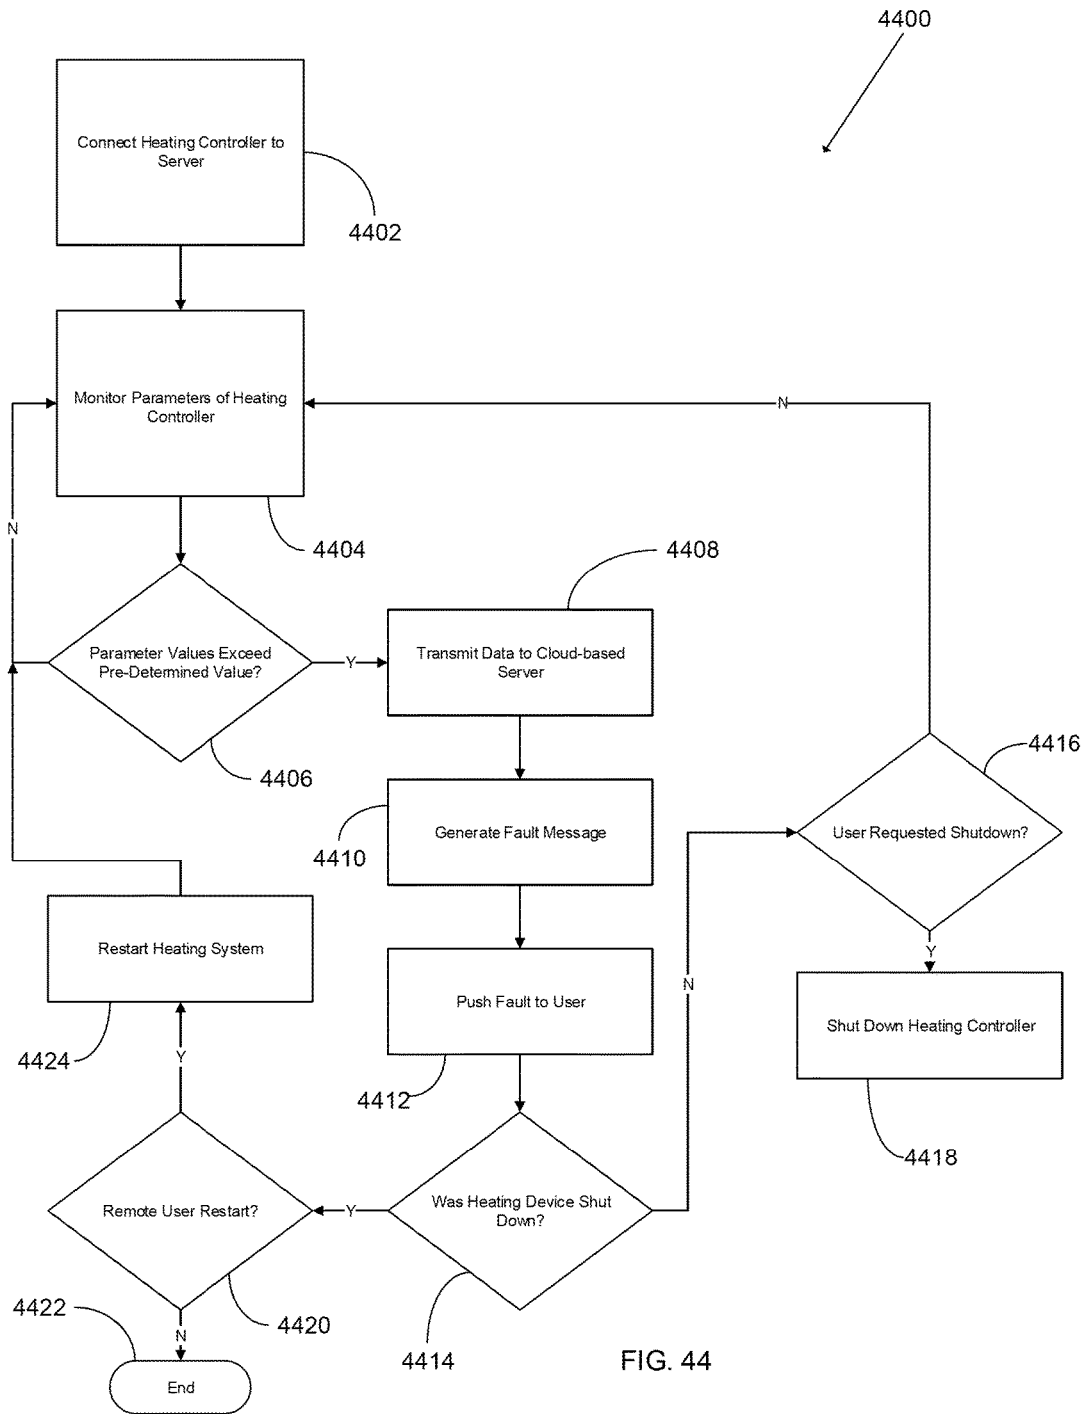 4400
Connect Heating Controller to
Server
4402
Monitor Parameters of Heating
Controller
N
N
4404
4408
Parameter Values Exceed
Pre-Determined Value?
Y
Transmit Data to Cloud-based
Server
4406
4416
Generate Fault Message
4410
User Requested Shutdown?
Restart Heating System
Y
N
Push Fault to User
Shut Down Heating Controller
4424
Y
4412
4418
Remote User Restart?
Y
Was Heating Device Shut
Down?
4422
4420
N
4414
FIG. 44
End